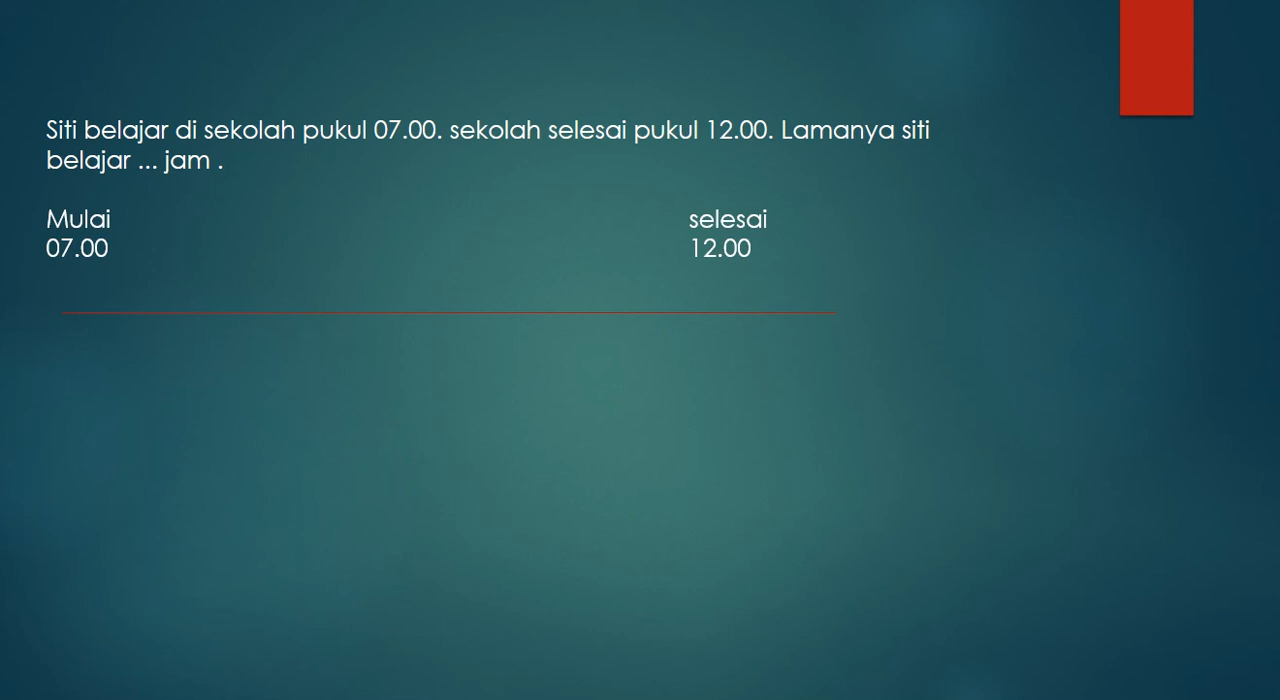 Siti belajar di sekolah pukul 07.00. sekolah selesai pukul 12.00. Lamanya siti
belajar ... jam .
Mulai selesai
07.00 12.00